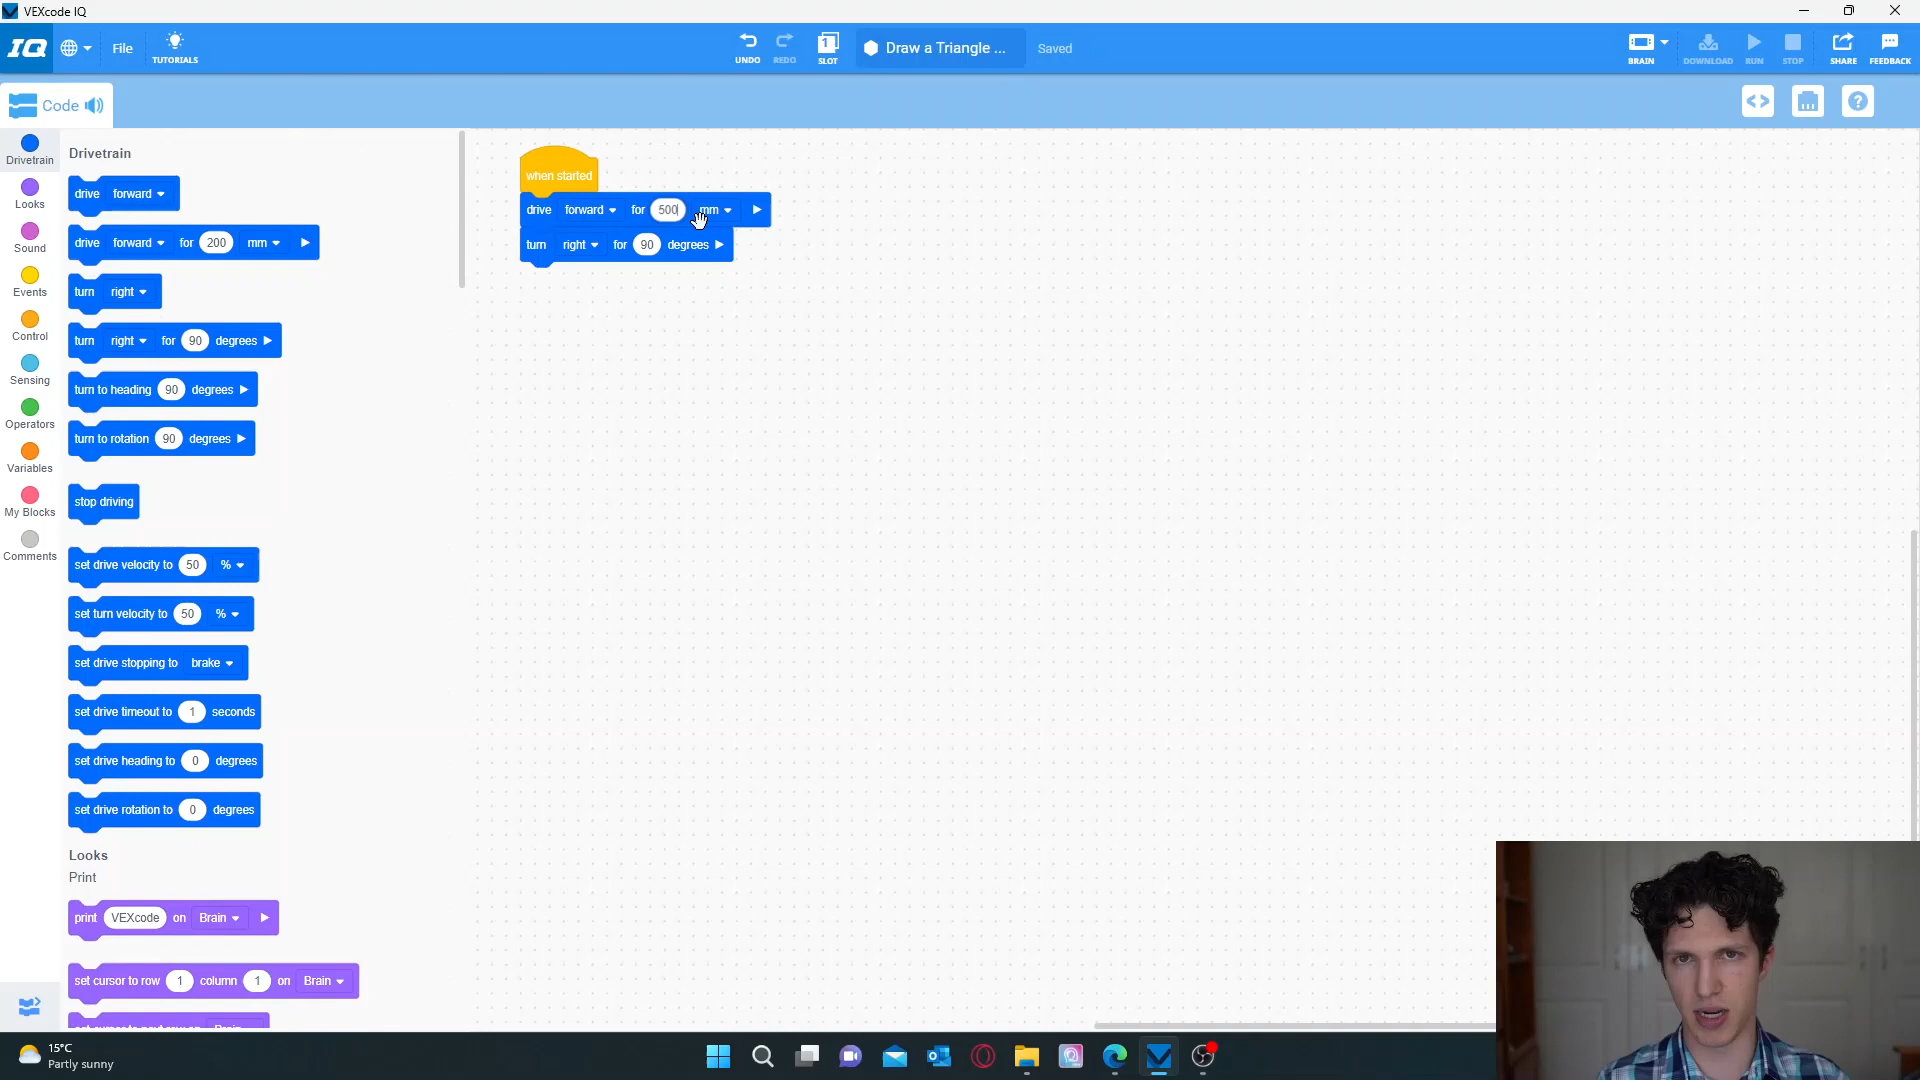 VEXcode IQ
IQ
File
TUTORIALS
UNDO
REDO
1
SLOT
Draw a Triangle ...
Saved
BRAIN
DOWNLOAD
RUN
STOP
SHARE
FEEDBACK
Code
<>
?
Drivetrain
Looks
Sound
Events
Control
Sensing
Operators
Variables
My Blocks
Comments
Drivetrain
drive forward
drive forward for 200 mm
turn right
turn right for 90 degrees
turn to heading 90 degrees
turn to rotation 90 degrees
stop driving
set drive velocity to 50 %
set turn velocity to 50 %
set drive stopping to brake
set drive timeout to 1 seconds
set drive heading to 0 degrees
set drive rotation to 0 degrees
Looks
Print
print VEXcode on Brain
set cursor to row 1 column 1 on Brain
when started
drive forward for 500 mm
turn right for 90 degrees
15°C
Partly sunny